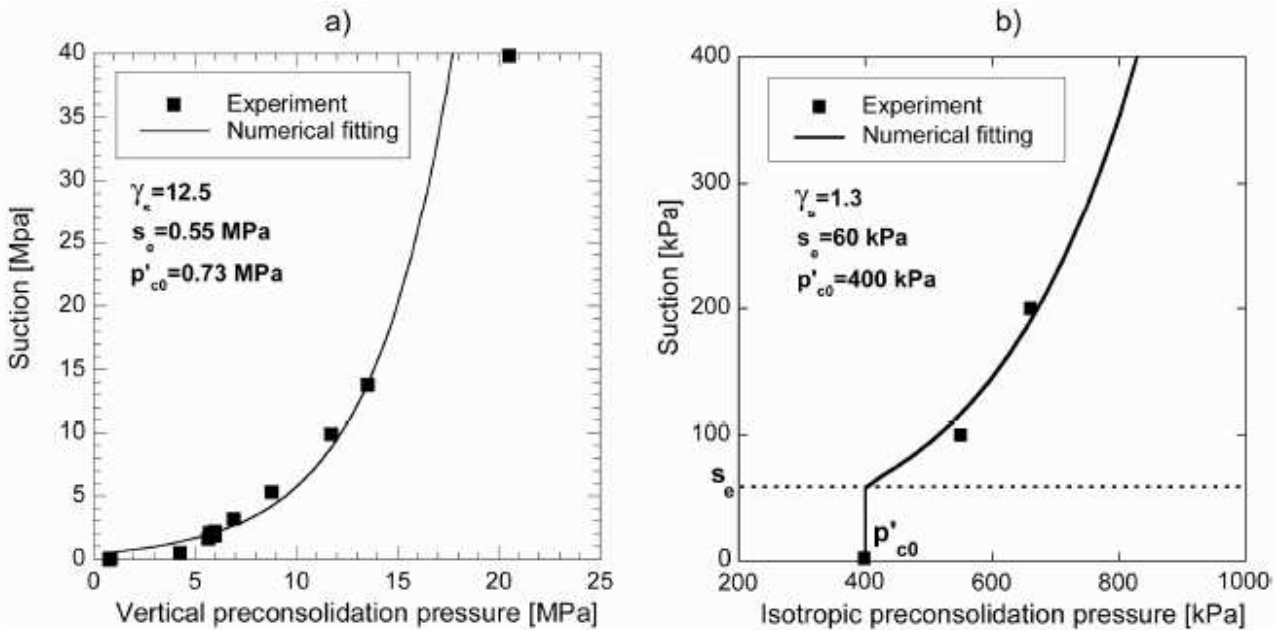 a)
40
35
30
25
20
15
10
5
0
Suction [Mpa]
Experiment
Numerical fitting
γs=12.5
se=0.55 MPa
p'c0=0.73 MPa
0 5 10 15 20 25
Vertical preconsolidation pressure [MPa]
b)
400
300
200
100
se
0
Suction [kPa]
Experiment
Numerical fitting
γs=1.3
se=60 kPa
p'c0=400 kPa
p'c0
200 400 600 800 1000
Isotropic preconsolidation pressure [kPa]